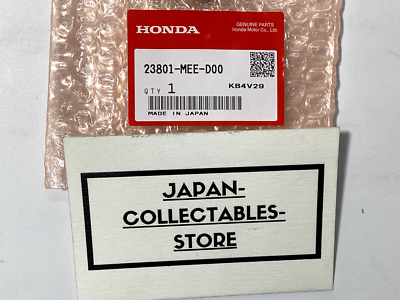 HONDA
GENUINE PARTS
Honda Motor Co., Ltd.
23801-MEE-D00
QTY 1
KB4V29
MADE IN JAPAN
JAPAN-
COLLECTABLES-
STORE